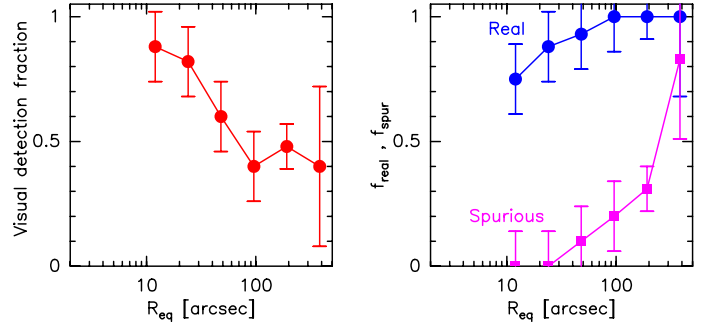 Visual detection fraction
1
0.5
0
10
100
R_eq [arcsec]
f_real , f_spur
1
0.5
0
Real
Spurious
10
100
R_eq [arcsec]